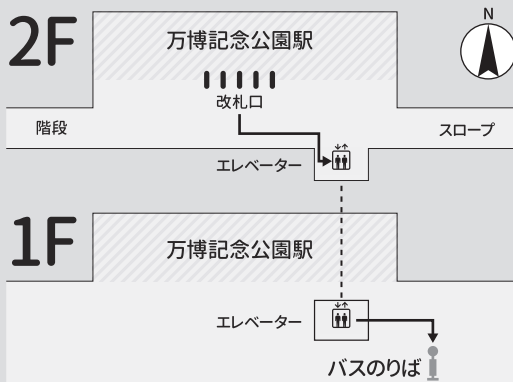 2F
万博記念公園駅
N
改札口
階段
スロープ
エレベーター
1F
万博記念公園駅
エレベーター
バスのりば